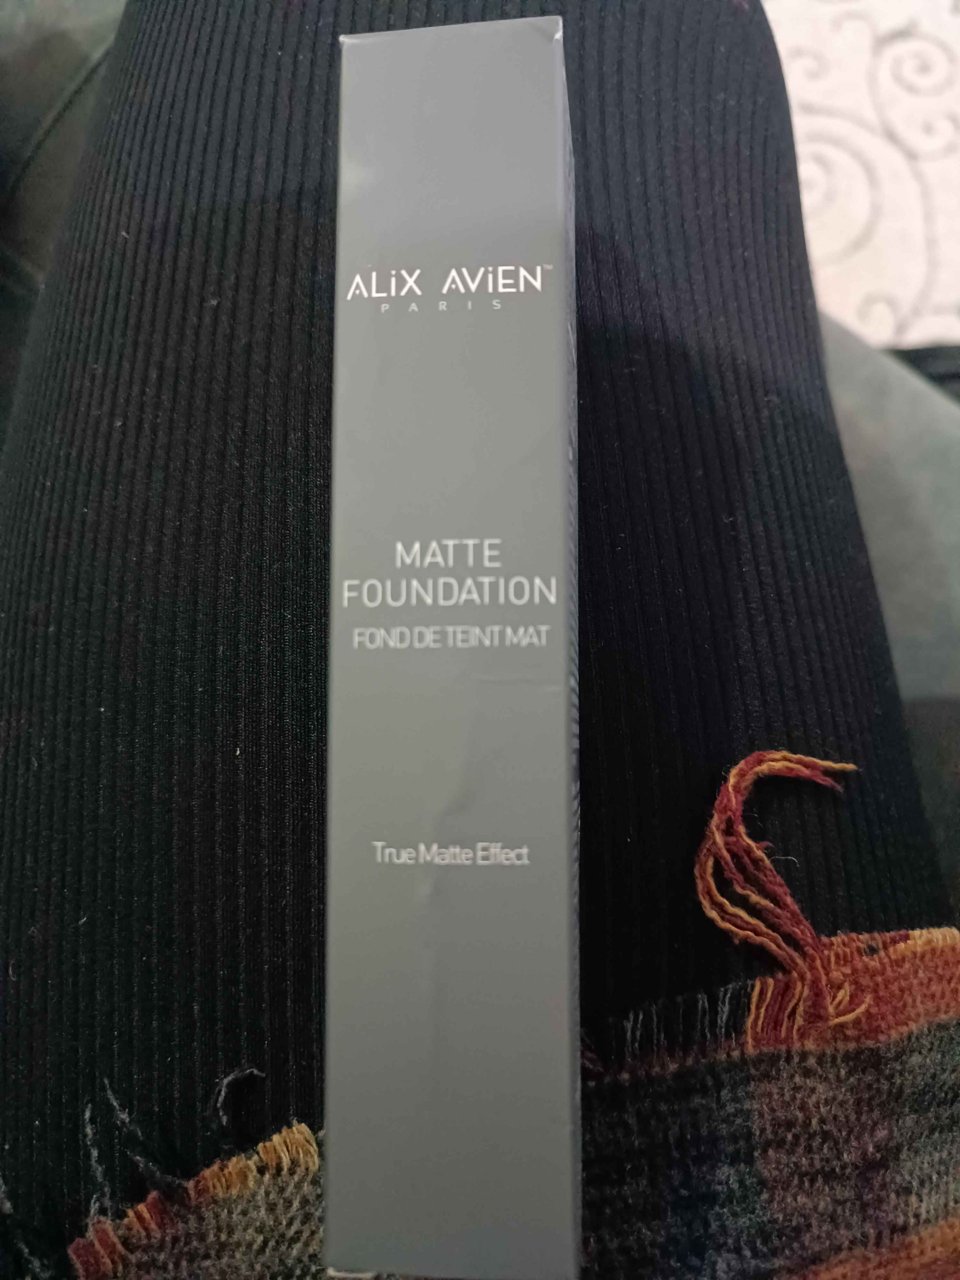 ALiX AViEN™
PARIS
MATTE
FOUNDATION
FOND DE TEINT MAT
True Matte Effect